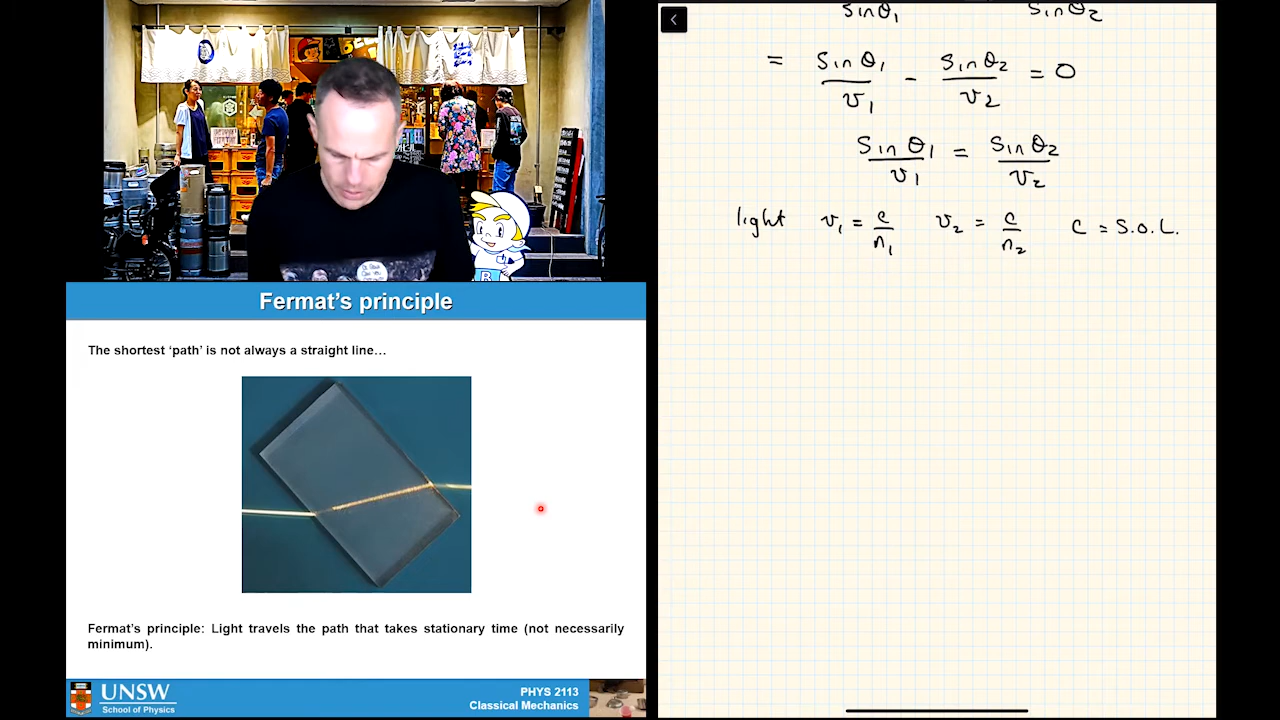 Fermat's principle
The shortest ‘path’ is not always a straight line…
Fermat's principle: Light travels the path that takes stationary time (not necessarily
minimum).
UNSW
School of Physics
PHYS 2113
Classical Mechanics
sinθ₁ sinθ₂
= sinθ₁/v₁ - sinθ₂/v₂ = 0
sinθ₁/v₁ = sinθ₂/v₂
light v₁ = c/n₁ v₂ = c/n₂ c = S.O.L.